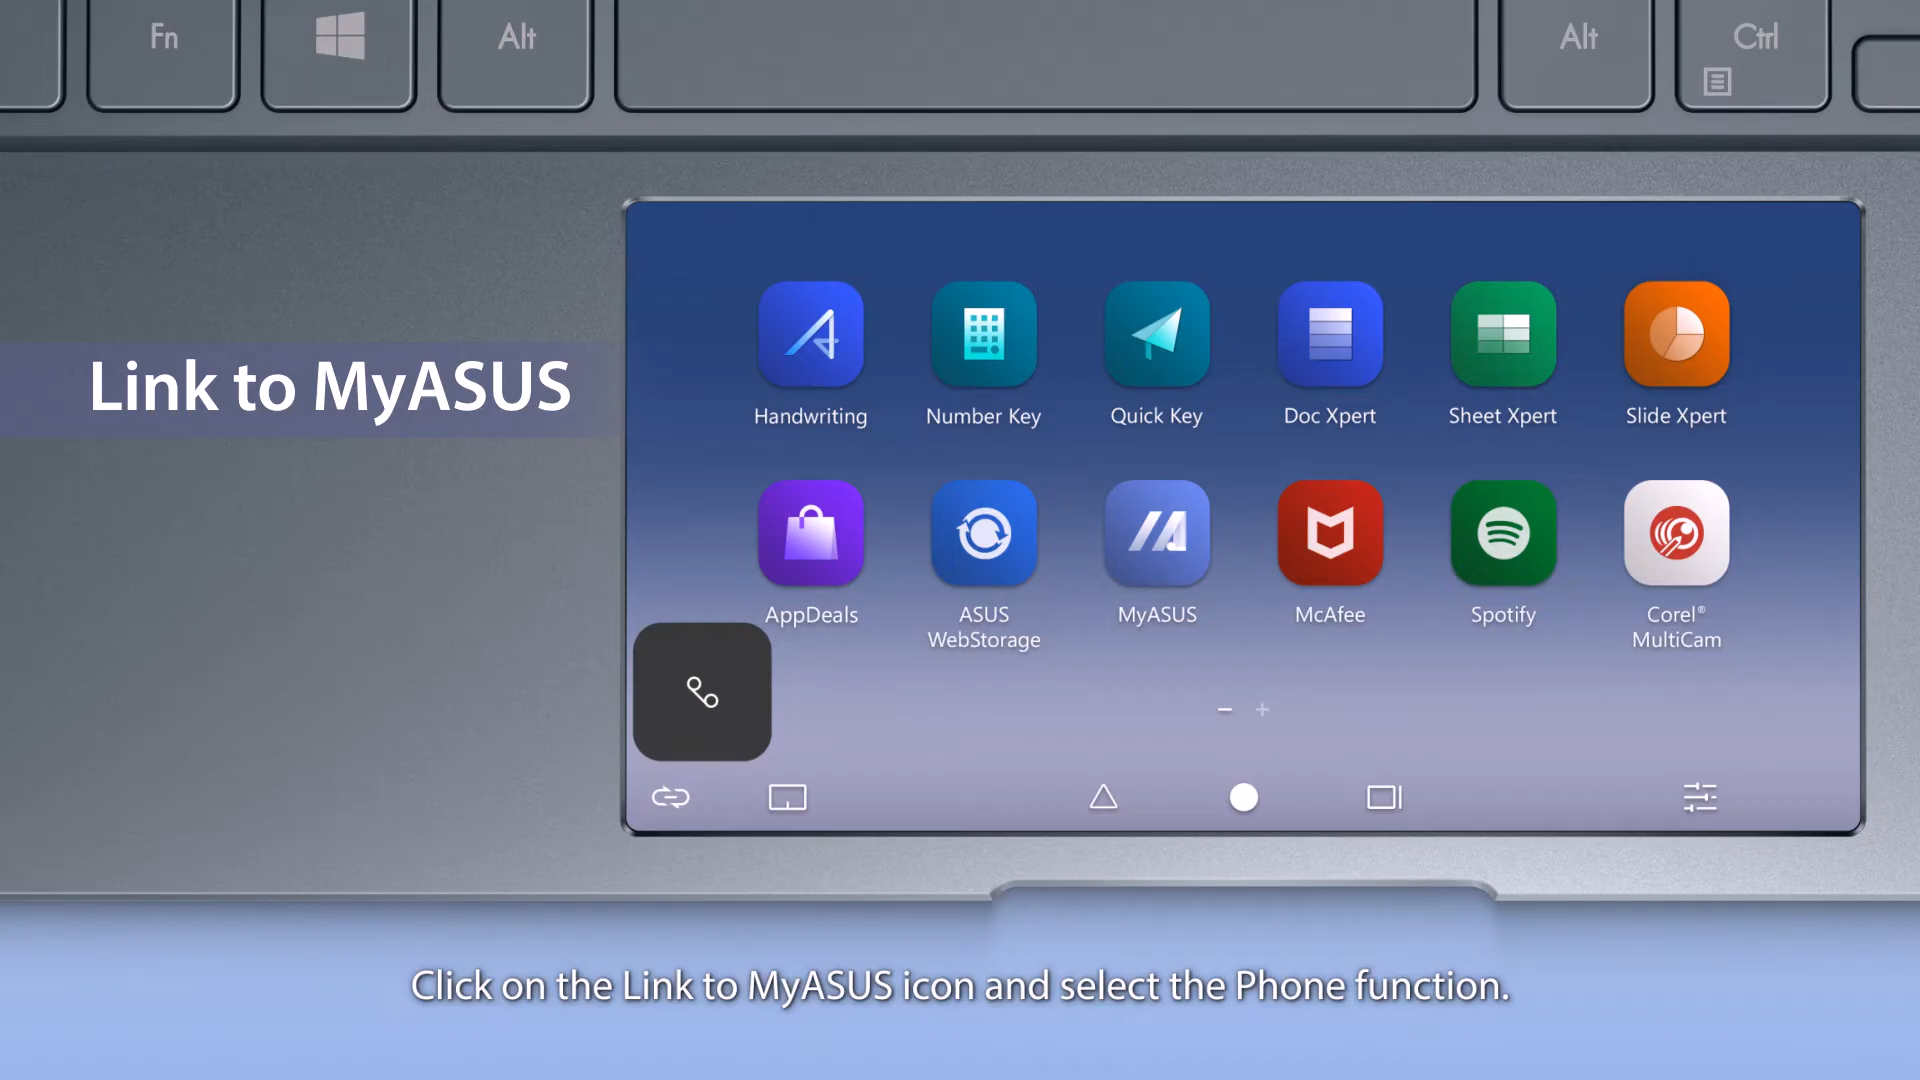 Fn
Alt
Alt
Ctrl
Link to MyASUS
Handwriting
Number Key
Quick Key
Doc Xpert
Sheet Xpert
Slide Xpert
AppDeals
ASUS
WebStorage
MyASUS
McAfee
Spotify
Corel®
MultiCam
Click on the Link to MyASUS icon and select the Phone function.